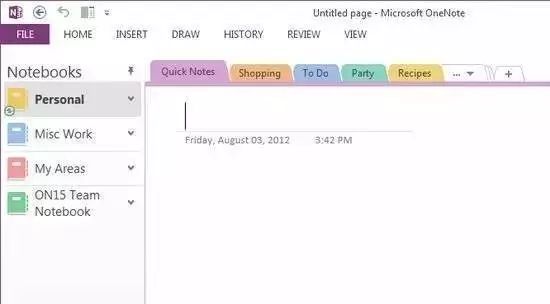 Untitled page - Microsoft OneNote
FILE HOME INSERT DRAW HISTORY REVIEW VIEW
Notebooks
Quick Notes Shopping To Do Party Recipes ... +
Personal
Misc Work
My Areas
ON15 Team
Notebook
Friday, August 03, 2012 3:42 PM